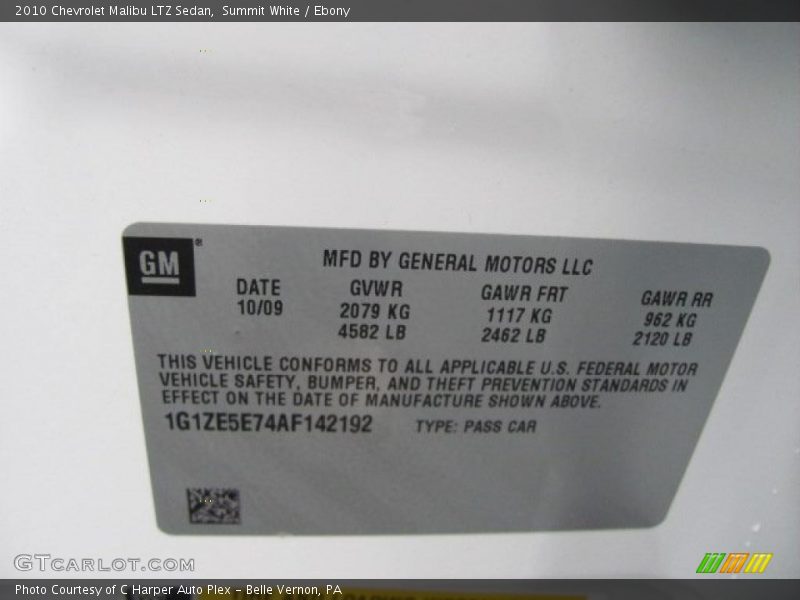 2010 Chevrolet Malibu LTZ Sedan, Summit White / Ebony
GM®
MFD BY GENERAL MOTORS LLC
DATE GVWR GAWR FRT GAWR RR
10/09 2079 KG 1117 KG 962 KG
4582 LB 2462 LB 2120 LB
THIS VEHICLE CONFORMS TO ALL APPLICABLE U.S. FEDERAL MOTOR
VEHICLE SAFETY, BUMPER, AND THEFT PREVENTION STANDARDS IN
EFFECT ON THE DATE OF MANUFACTURE SHOWN ABOVE.
1G1ZE5E74AF142192 TYPE: PASS CAR
GTCARLOT.COM
Photo Courtesy of C Harper Auto Plex - Belle Vernon, PA